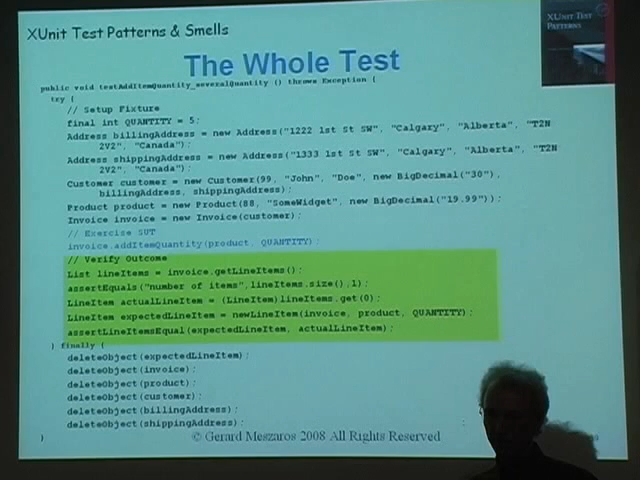 XUnit Test Patterns & Smells
XUnit Test
Patterns
The Whole Test
public void testAddItemQuantity_severalQuantity () throws Exception {
try {
// Setup Fixture
final int QUANTITY = 5;
Address billingAddress = new Address("1222 1st St SW", "Calgary", "Alberta", "T2N
2V2", "Canada");
Address shippingAddress = new Address("1333 1st St SW", "Calgary", "Alberta", "T2N
2V2", "Canada");
Customer customer = new Customer(99, "John", "Doe", new BigDecimal("30"),
billingAddress, shippingAddress);
Product product = new Product(88, "SomeWidget", new BigDecimal("19.99"));
Invoice invoice = new Invoice(customer);
// Exercise SUT
invoice.addItemQuantity(product, QUANTITY);
// Verify Outcome
List lineItems = invoice.getLineItems();
assertEquals("number of items",lineItems.size(),1);
LineItem actualLineItem = (LineItem)lineItems.get(0);
LineItem expectedLineItem = newLineItem(invoice, product, QUANTITY);
assertLineItemsEqual(expectedLineItem, actualLineItem);
} finally {
deleteObject(expectedLineItem);
deleteObject(invoice);
deleteObject(product);
deleteObject(customer);
deleteObject(billingAddress);
deleteObject(shippingAddress);
}
© Gerard Meszaros 2008 All Rights Reserved